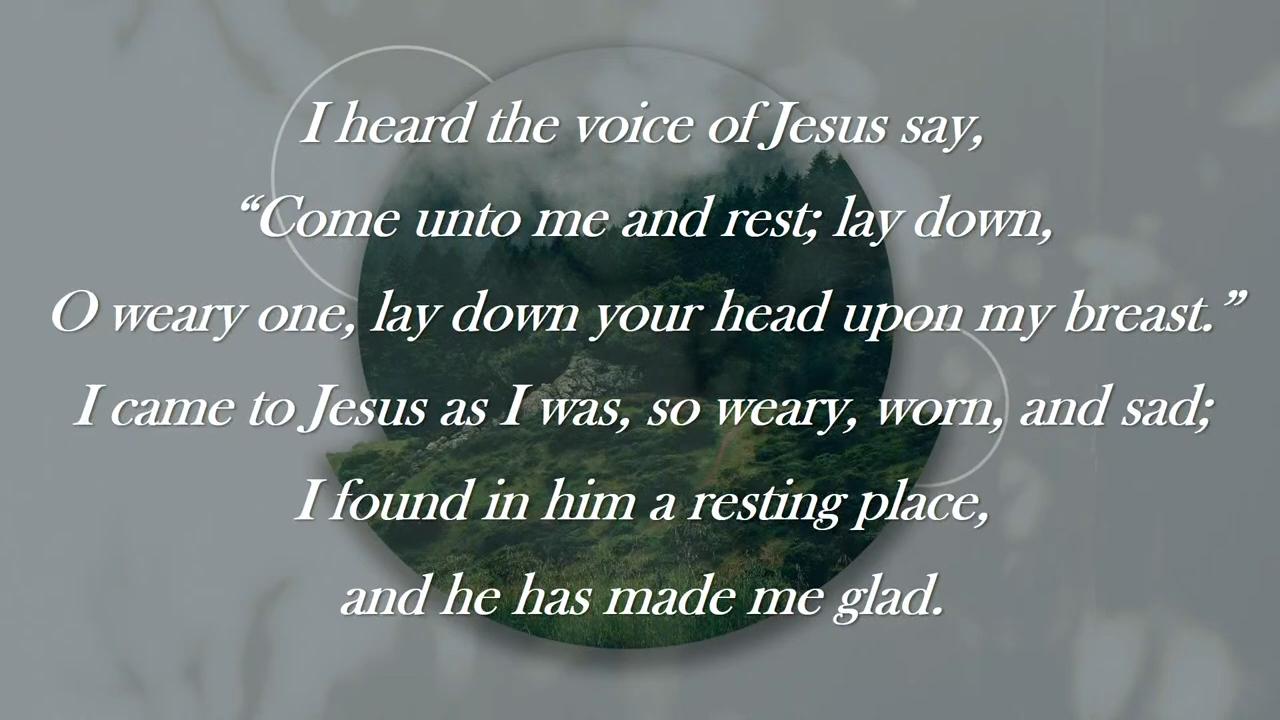 I heard the voice of Jesus say,
“Come unto me and rest; lay down,
O weary one, lay down your head upon my breast.”
I came to Jesus as I was, so weary, worn, and sad;
I found in him a resting place,
and he has made me glad.